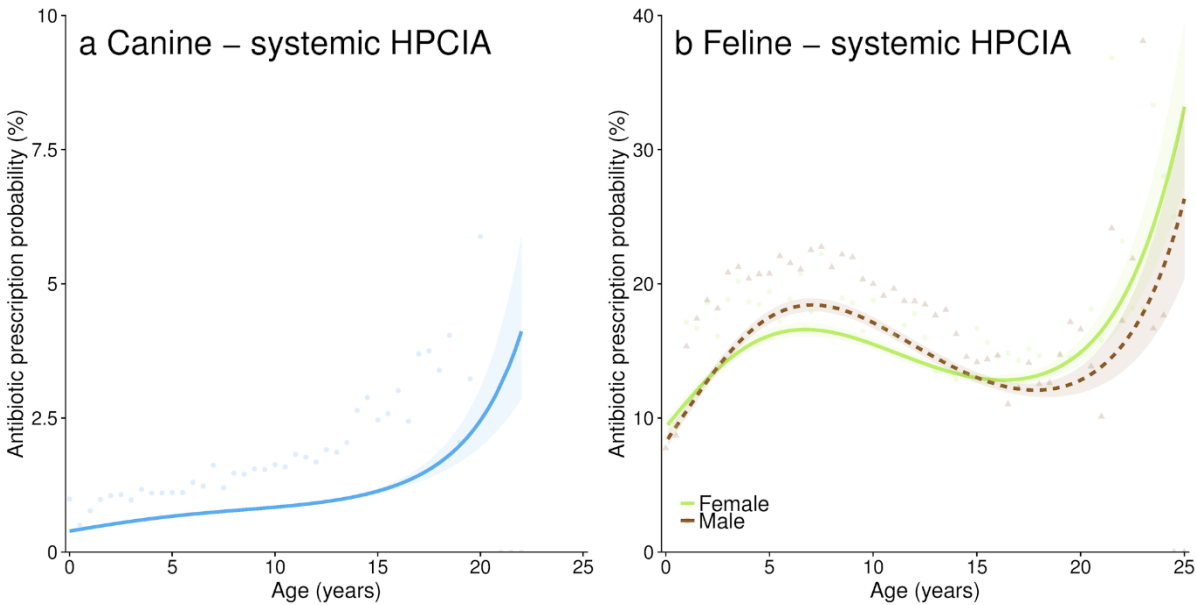 a Canine – systemic HPCIA
Antibiotic prescription probability (%)
10
7.5
5
2.5
0
0 5 10 15 20 25
Age (years)
b Feline – systemic HPCIA
Antibiotic prescription probability (%)
40
30
20
10
0
Female
Male
0 5 10 15 20 25
Age (years)